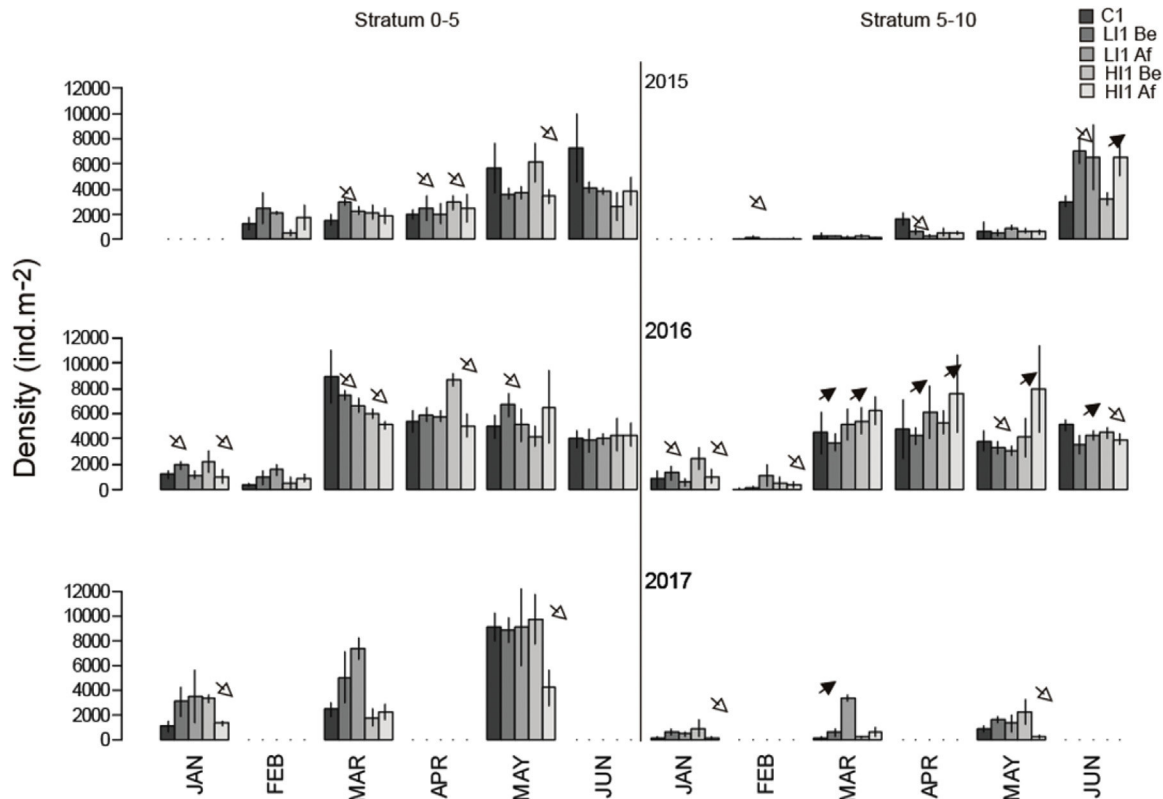 Stratum 0-5
Stratum 5-10
C1
LI1 Be
LI1 Af
HI1 Be
HI1 Af
Density (ind.m-2)
2015
12000
10000
8000
6000
4000
2000
0
2016
12000
10000
8000
6000
4000
2000
0
2017
12000
10000
8000
6000
4000
2000
0
JAN FEB MAR APR MAY JUN JAN FEB MAR APR MAY JUN